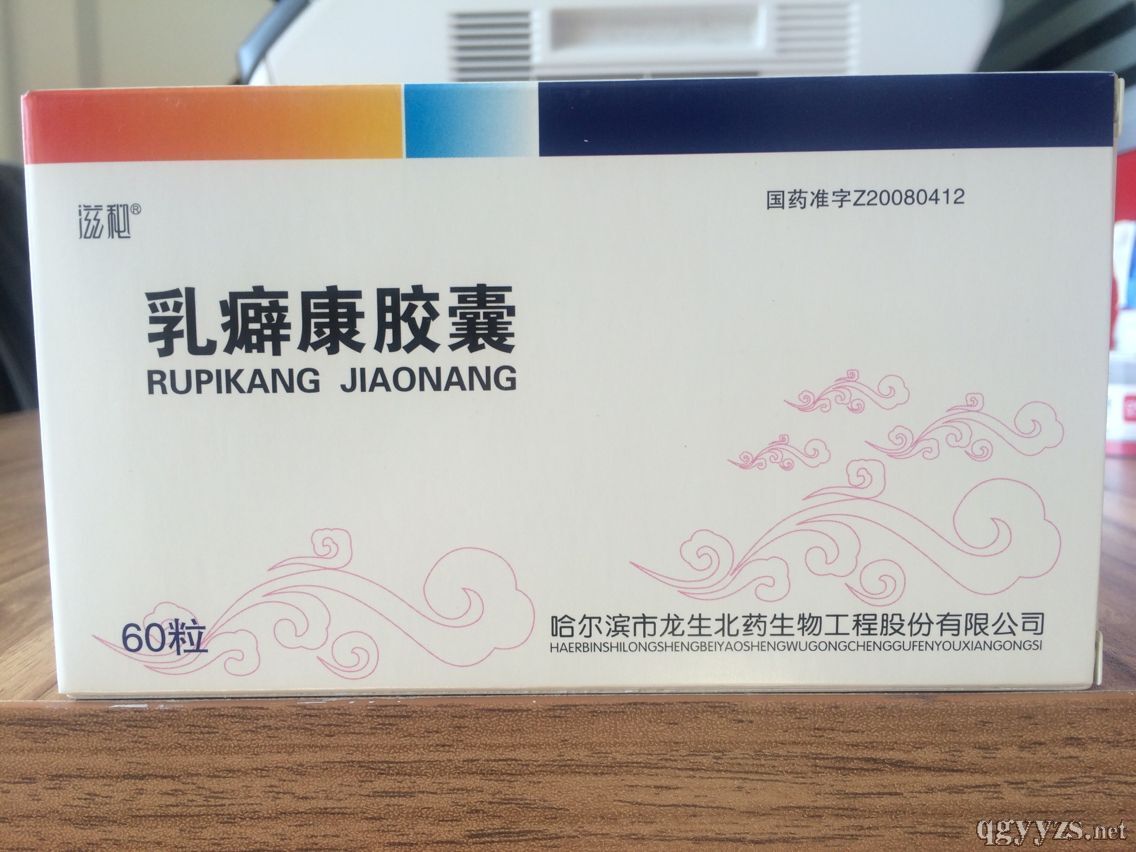 国药准字Z20080412
滋和®
乳癖康胶囊
RUPIKANG JIAONANG
60粒
哈尔滨市龙生北药生物工程股份有限公司
HAERBINSHILONGSHENGBEIYAOSHENGWUGONGCHENGGUFENYOUXIANGONGSI
qgyyzs.net